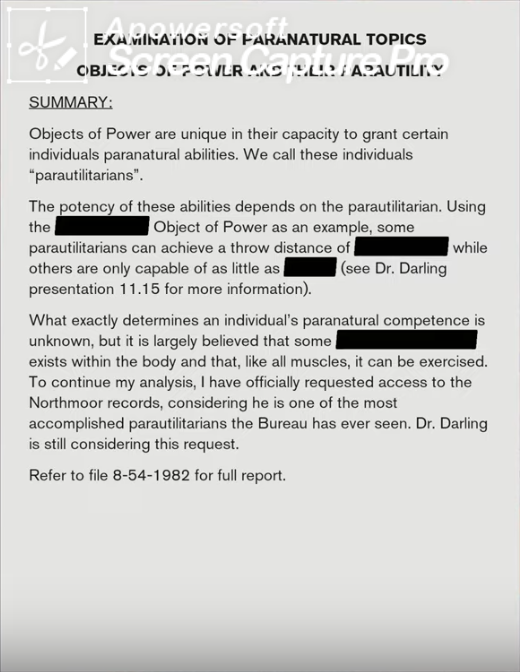 Apowersoft
Screen Capture Pro
EXAMINATION OF PARANATURAL TOPICS
OBJECTS OF POWER AND THEIR PARAUTILITY
SUMMARY:
Objects of Power are unique in their capacity to grant certain
individuals paranatural abilities. We call these individuals
“parautilitarians”.
The potency of these abilities depends on the parautilitarian. Using
the Object of Power as an example, some
parautilitarians can achieve a throw distance of while
others are only capable of as little as (see Dr. Darling
presentation 11.15 for more information).
What exactly determines an individual’s paranatural competence is
unknown, but it is largely believed that some
exists within the body and that, like all muscles, it can be exercised.
To continue my analysis, I have officially requested access to the
Northmoor records, considering he is one of the most
accomplished parautilitarians the Bureau has ever seen. Dr. Darling
is still considering this request.
Refer to file 8-54-1982 for full report.